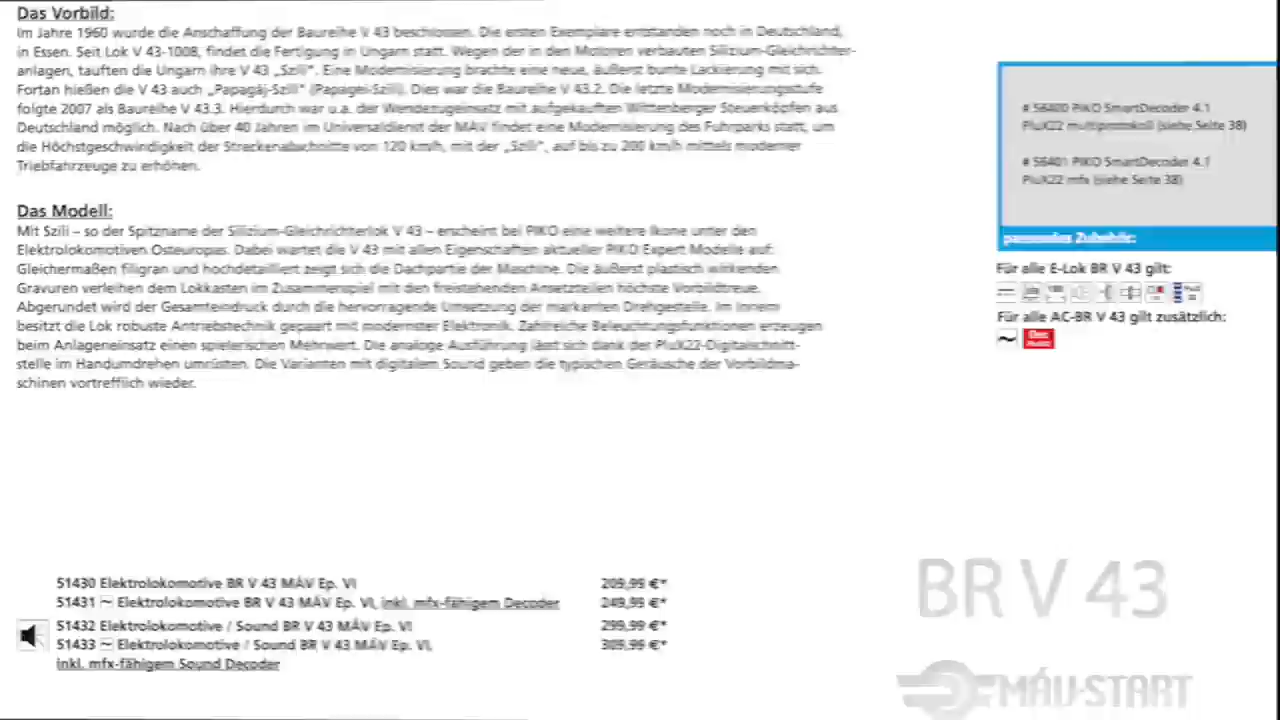 Das Vorbild:
Im Jahre 1960 wurde die Anschaffung der Baureihe V 43 beschlossen. Die ersten Exemplare entstanden noch in Deutschland,
in Essen. Seit Lok V 43-1008, findet die Fertigung in Ungarn statt. Wegen der in den Motoren verbauten Silizium-Gleichrichter-
anlagen, tauften die Ungarn ihre V 43 „Szili“. Eine Modernisierung brachte eine neue, äußerst bunte Lackierung mit sich.
Fortan hießen die V 43 auch „Papagáj-Szili“ (Papagei-Szili). Dies war die Baureihe V 43.2. Die letzte Modernisierungsstufe
folgte 2007 als Baureihe V 43.3. Hierdurch war u.a. der Wendezugeinsatz mit aufgekauften Wittenberger Steuerköpfen aus
Deutschland möglich. Nach über 40 Jahren im Universaldienst der MÁV findet eine Modernisierung des Fuhrparks statt, um
die Höchstgeschwindigkeit der Streckenabschnitte von 120 km/h, mit der „Szili“, auf bis zu 200 km/h mittels moderner
Triebfahrzeuge zu erhöhen.
Das Modell:
Mit Szili – so der Spitzname der Silizium-Gleichrichterlok V 43 – erscheint bei PIKO eine weitere Ikone unter den
Elektrolokomotiven Osteuropas. Dabei wartet die V 43 mit allen Eigenschaften aktueller PIKO Expert Modelle auf.
Gleichermaßen filigran und hochdetailliert zeigt sich die Dachpartie der Maschine. Die äußerst plastisch wirkenden
Gravuren verleihen dem Lokkasten im Zusammenspiel mit den freistehenden Ansetzteilen höchste Vorbildtreue.
Abgerundet wird der Gesamteindruck durch die hervorragende Umsetzung der markanten Drehgestelle. Im Innern
besitzt die Lok robuste Antriebstechnik gepaart mit modernster Elektronik. Zahlreiche Beleuchtungsfunktionen erzeugen
beim Anlageneinsatz einen spielerischen Mehrwert. Die analoge Ausführung lässt sich dank der PluX22-Digitalschnitt-
stelle im Handumdrehen umrüsten. Die Varianten mit digitalem Sound geben die typischen Geräusche der Vorbildma-
schinen vortrefflich wieder.
# 56400 PIKO SmartDecoder 4.1
PluX22 multiprotokoll (siehe Seite 38)
# 56401 PIKO SmartDecoder 4.1
PluX22 mfx (siehe Seite 38)
passendes Zubehör:
Für alle E-Lok BR V 43 gilt:
Für alle AC-BR V 43 gilt zusätzlich:
51430 Elektrolokomotive BR V 43 MÁV Ep. VI 209,99 €*
51431 ~ Elektrolokomotive BR V 43 MÁV Ep. VI, inkl. mfx-fähigem Decoder 249,99 €*
51432 Elektrolokomotive / Sound BR V 43 MÁV Ep. VI 299,99 €*
51433 ~ Elektrolokomotive / Sound BR V 43 MÁV Ep. VI, 309,99 €*
inkl. mfx-fähigem Sound Decoder
BR V 43
MÁV-START